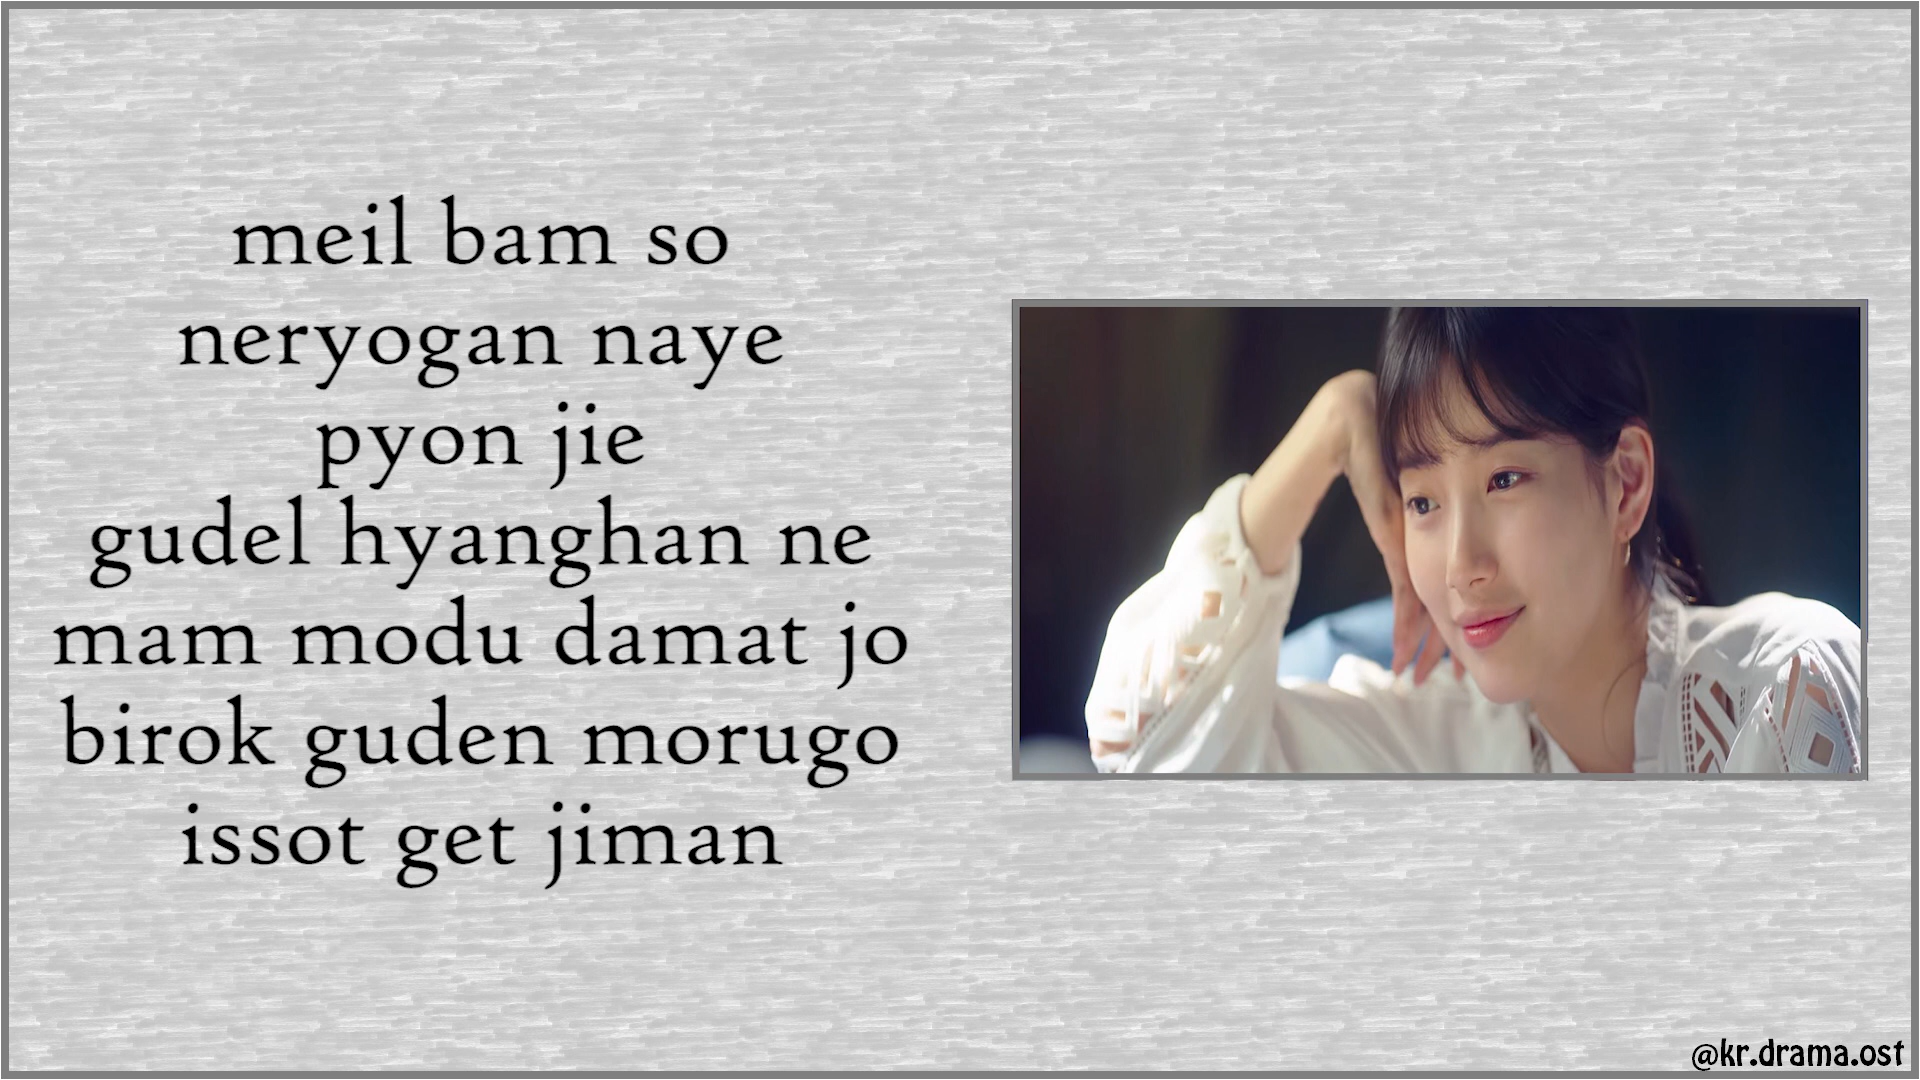 meil bam so
neryogan naye
pyon jie
gudel hyanghan ne
mam modu damat jo
birok guden morugo
issot get jiman
@kr.drama.ost